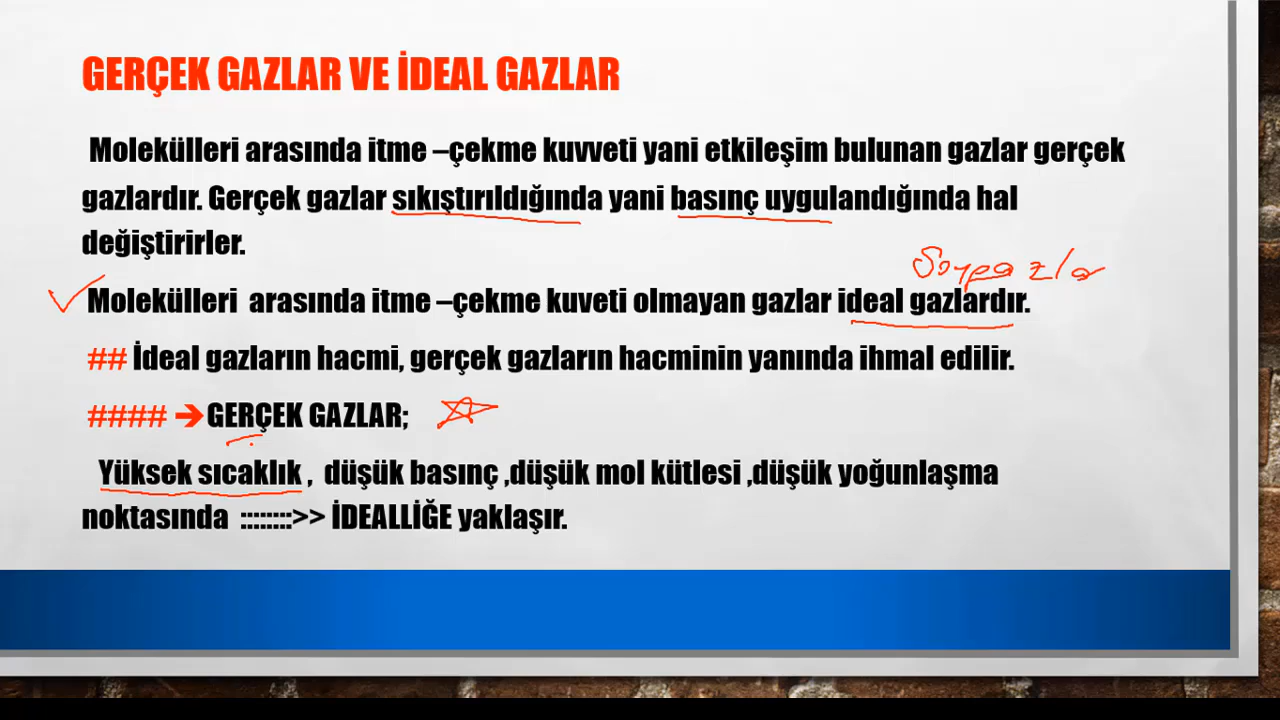 GERÇEK GAZLAR VE İDEAL GAZLAR
Molekülleri arasında itme –çekme kuvveti yani etkileşim bulunan gazlar gerçek
gazlardır. Gerçek gazlar sıkıştırıldığında yani basınç uygulandığında hal
değiştirirler.
Soygazlar
Molekülleri arasında itme –çekme kuveti olmayan gazlar ideal gazlardır.
## İdeal gazların hacmi, gerçek gazların hacminin yanında ihmal edilir.
#### ➔GERÇEK GAZLAR;
Yüksek sıcaklık , düşük basınç ,düşük mol kütlesi ,düşük yoğunlaşma
noktasında ::::::::>> İDEALLİĞE yaklaşır.